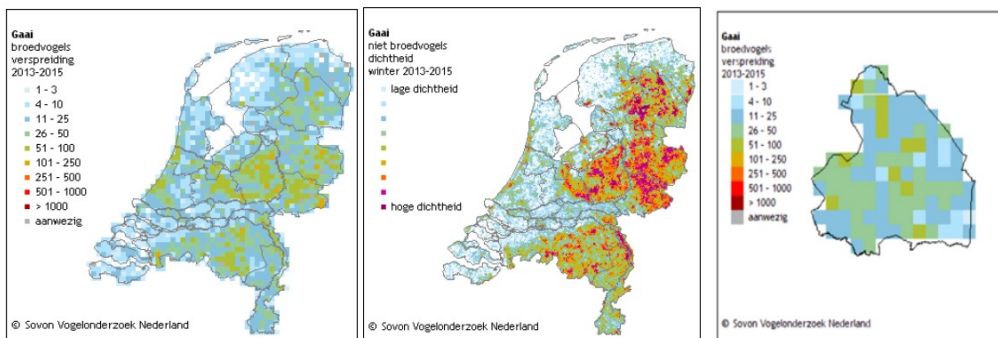 Gaai
broedvogels
verspreiding
2013-2015
1 - 3
4 - 10
11 - 25
26 - 50
51 - 100
101 - 250
251 - 500
501 - 1000
> 1000
aanwezig
© Sovon Vogelonderzoek Nederland
Gaai
niet broedvogels
dichtheid
winter 2013-2015
lage dichtheid
hoge dichtheid
© Sovon Vogelonderzoek Nederland
Gaai
broedvogels
verspreiding
2013-2015
1 - 3
4 - 10
11 - 25
26 - 50
51 - 100
101 - 250
251 - 500
501 - 1000
> 1000
aanwezig
© Sovon Vogelonderzoek Nederland